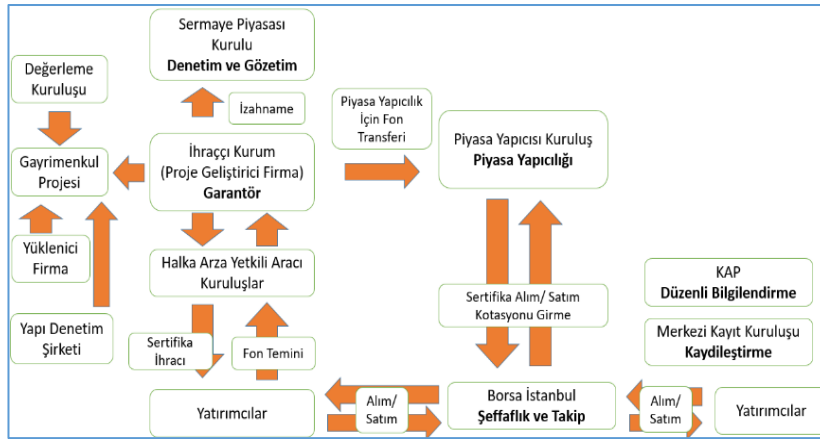 Sermaye Piyasası
Kurulu
Denetim ve Gözetim
Değerleme
Kuruluşu
İzahname
Piyasa Yapıcılık
İçin Fon
Transferi
Gayrimenkul
Projesi
İhraççı Kurum
(Proje Geliştirici Firma)
Garantör
Piyasa Yapıcısı Kuruluş
Piyasa Yapıcılığı
Yüklenici
Firma
Halka Arza Yetkili Aracı
Kuruluşlar
KAP
Düzenli Bilgilendirme
Sertifika Alım/ Satım
Kotasyonu Girme
Yapı Denetim
Şirketi
Sertifika
İhracı
Fon Temini
Merkezi Kayıt Kuruluşu
Kaydileştirme
Yatırımcılar
Alım/
Satım
Borsa İstanbul
Şeffaflık ve Takip
Alım/
Satım
Yatırımcılar